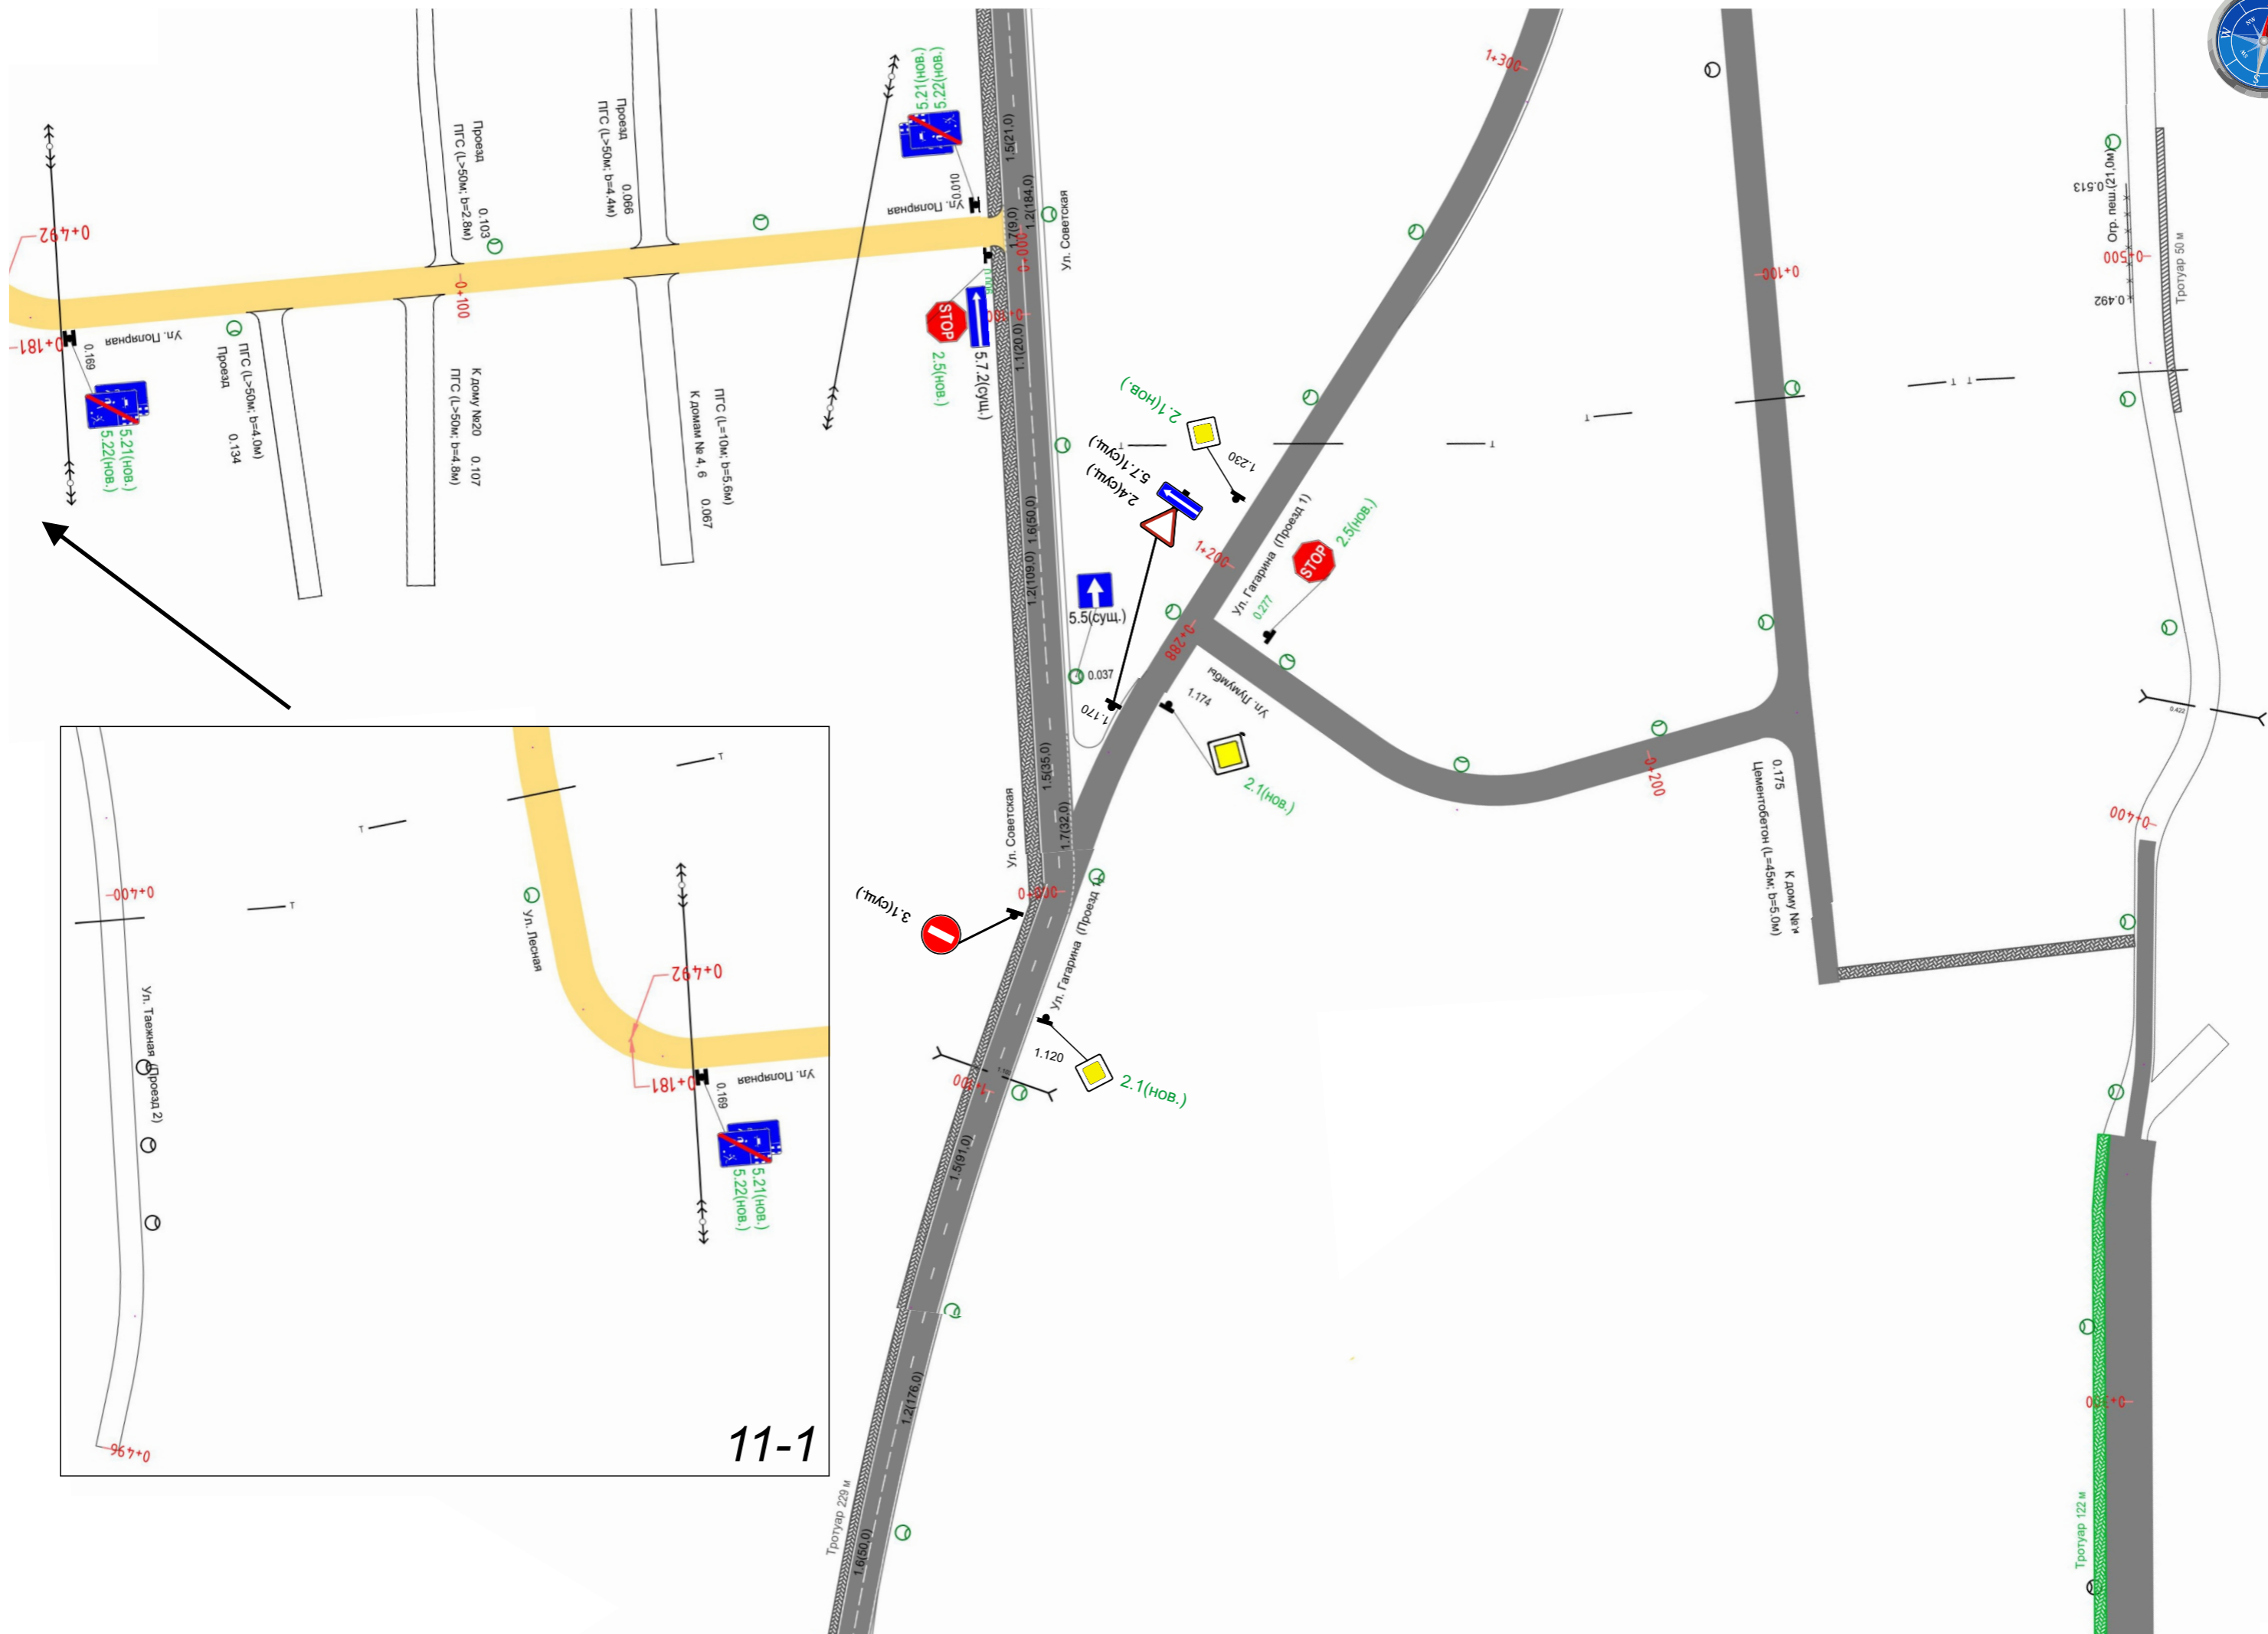 5.21(нов.)
5.22(нов.)
Проезд 0.066
ПГС (L>50м; b=4.4м)
Проезд 0.103
ПГС (L>50м; b=2.8м)
0+492
0+181
0.169
Ул. Полярная
5.21(нов.)
5.22(нов.)
Проезд 0.134
ПГС (L>50м; b=4.0м)
0+100
К дому №20 0.107
ПГС (L>50м; b=4.8м)
ПГС (L=10м; b=5.6м)
К домам № 4, 6 0.067
0.010
Ул. Полярная
STOP
2.5(нов.)
5.7.2(сущ.)
1.5(21,0)
1.2(184,0)
1.7(9,0)
0+000
Ул. Советская
1.1(20,0)
1.6(50,0)
1.2(109,0)
1.5(35,0)
1.7(32,0)
2.1(нов.)
5.7.1(сущ.)
2.4(сущ.)
1.230
1+300
1+200
Ул. Гагарина (Проезд 1)
STOP
2.5(нов.)
0.277
5.5(сущ.)
0.037
1.170
0+288
1.174
Ул. Лумумбы
2.1(нов.)
Ул. Советская
0+000
3.1(сущ.)
Ул. Гагарина (Проезд 1)
1.120
2.1(нов.)
1+100
1.5(91,0)
1.2(176,0)
Тротуар 229 м
1.6(50,0)
0+100
0+200
0.175
Цементобетон (L=45м; b=5.0м)
0.513
Огр. пеш.(21,0м)
0+500
0.492
Тротуар 50 м
0.422
0+400
0+300
Тротуар 122 м
W
NW
S
T
T
T
T
T
T
0+400
Ул. Таежная (Проезд 2)
0+496
T
T
T
Ул. Лесная
0+492
0+181
0.169
Ул. Полярная
5.21(нов.)
5.22(нов.)
11-1